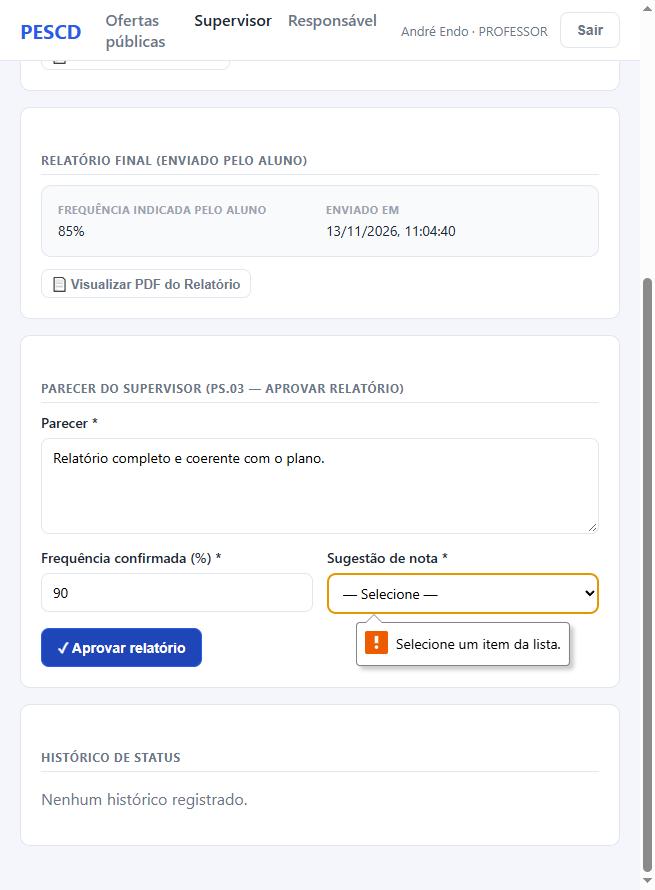 PESCD
Ofertas públicas
Supervisor
Responsável
André Endo · PROFESSOR
Sair
RELATÓRIO FINAL (ENVIADO PELO ALUNO)
FREQUÊNCIA INDICADA PELO ALUNO
ENVIADO EM
85%
13/11/2026, 11:04:40
Visualizar PDF do Relatório
PARECER DO SUPERVISOR (PS.03 — APROVAR RELATÓRIO)
Parecer *
Relatório completo e coerente com o plano.
Frequência confirmada (%) *
Sugestão de nota *
90
— Selecione —
✓ Aprovar relatório
Selecione um item da lista.
HISTÓRICO DE STATUS
Nenhum histórico registrado.